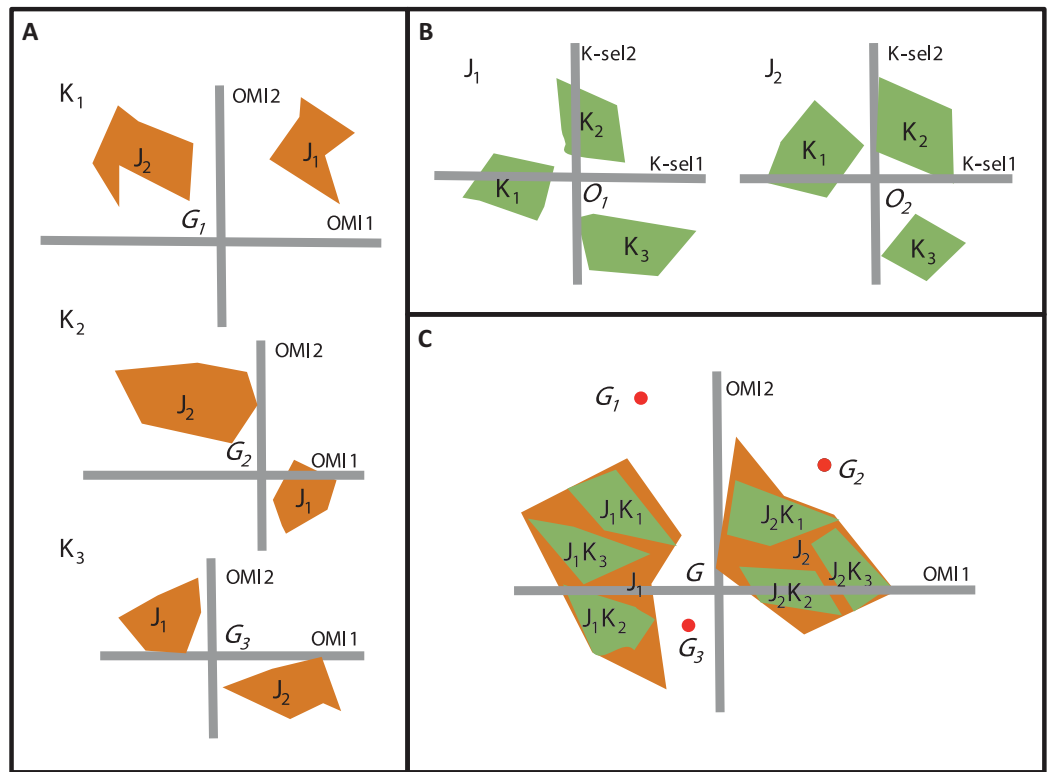 A
K1
OMI2
J2
J1
G1
OMI1
K2
OMI2
J2
G2
OMI1
J1
K3
OMI2
J1
G3
OMI1
J2
B
J1
K-sel2
K2
K-sel1
K1
O1
K3
J2
K-sel2
K1
K2
K-sel1
O2
K3
C
G1
OMI2
G2
J1K1
J2K1
J1K3
J2
J2K3
G
OMI1
J1
J2K2
J1K2
G3